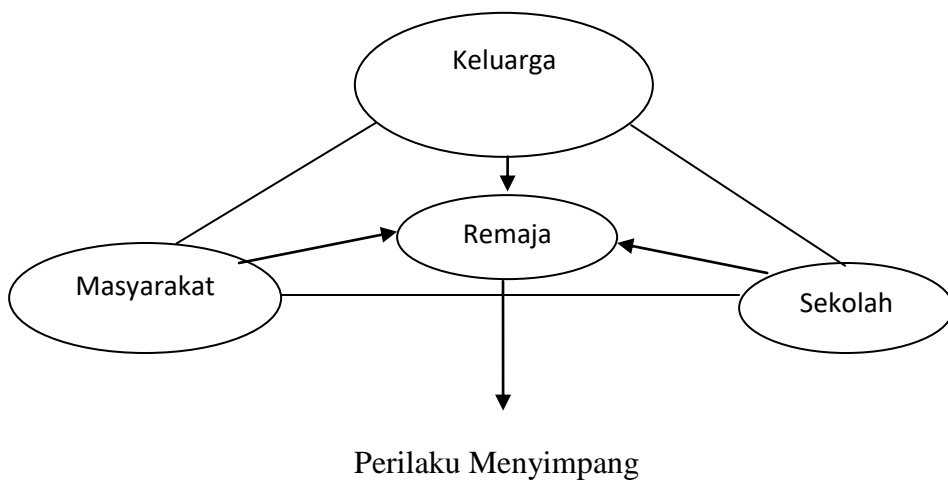 Keluarga
Remaja
Masyarakat
Sekolah
Perilaku Menyimpang